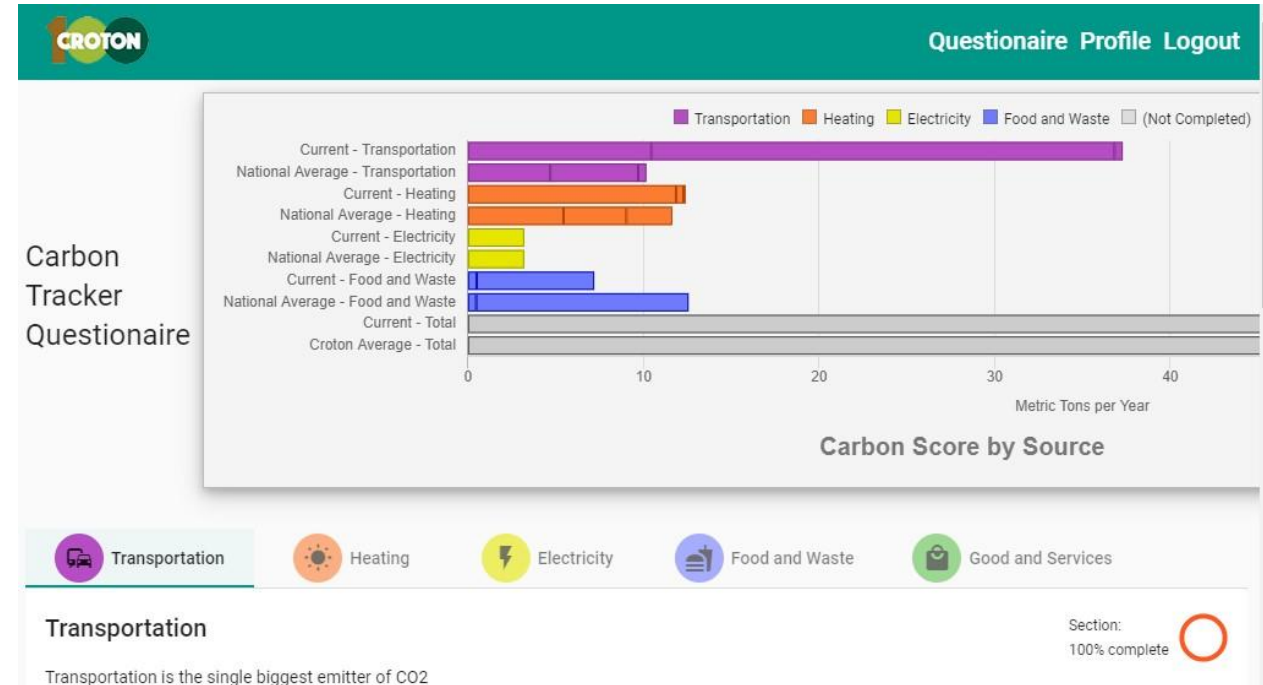 1CROTON
Questionaire Profile Logout
Carbon
Tracker
Questionaire
Transportation Heating Electricity Food and Waste (Not Completed)
Current - Transportation
National Average - Transportation
Current - Heating
National Average - Heating
Current - Electricity
National Average - Electricity
Current - Food and Waste
National Average - Food and Waste
Current - Total
Croton Average - Total
0 10 20 30 40
Metric Tons per Year
Carbon Score by Source
Transportation Heating Electricity Food and Waste Good and Services
Transportation
Section:
100% complete
Transportation is the single biggest emitter of CO2